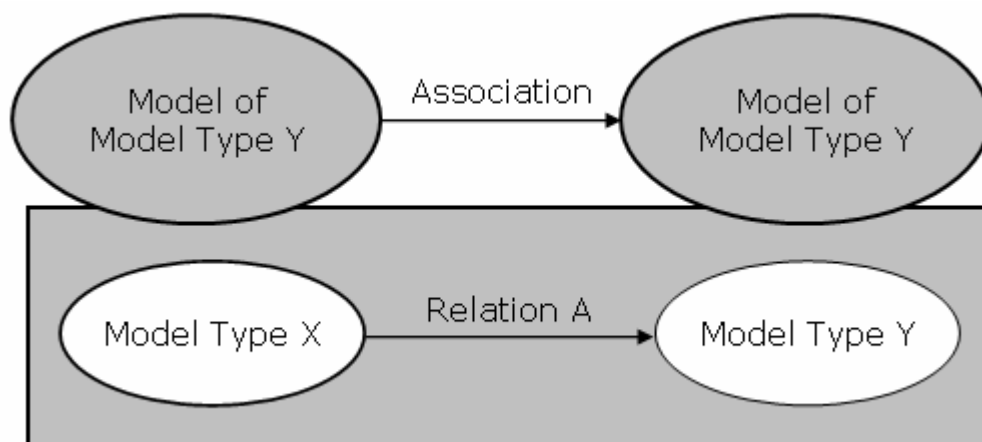 Model of
Model Type Y
Association
Model of
Model Type Y
Model Type X
Relation A
Model Type Y